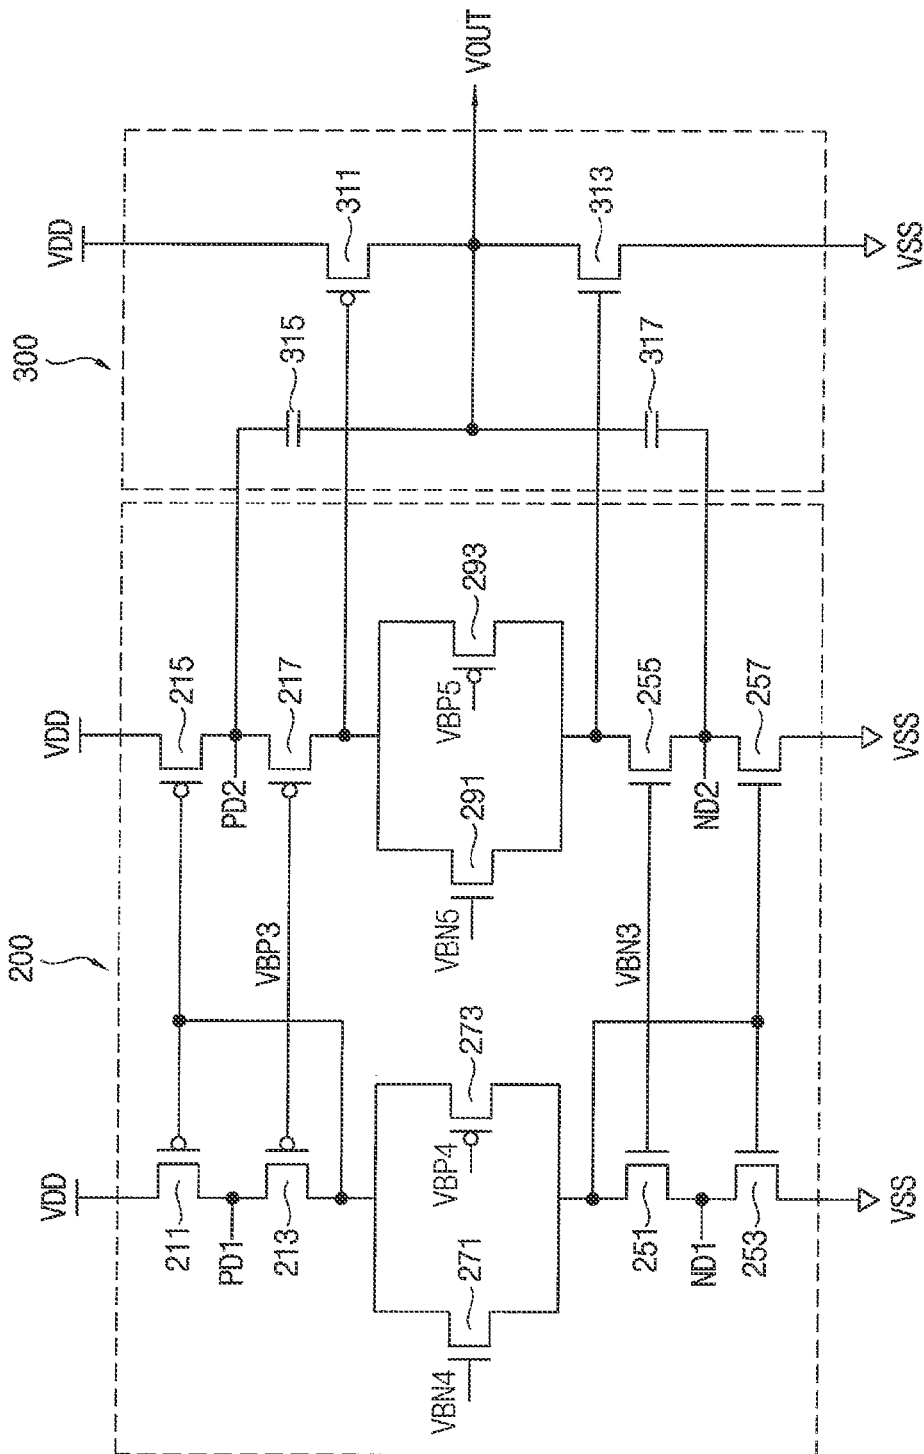 300
200
VDD
VDD
VDD
211
PD1
213
215
PD2
217
VBP3
315
311
VOUT
VBN4
271
VBP4
273
VBN5
291
VBP5
293
317
313
251
ND1
253
VBN3
255
ND2
257
VSS
VSS
VSS